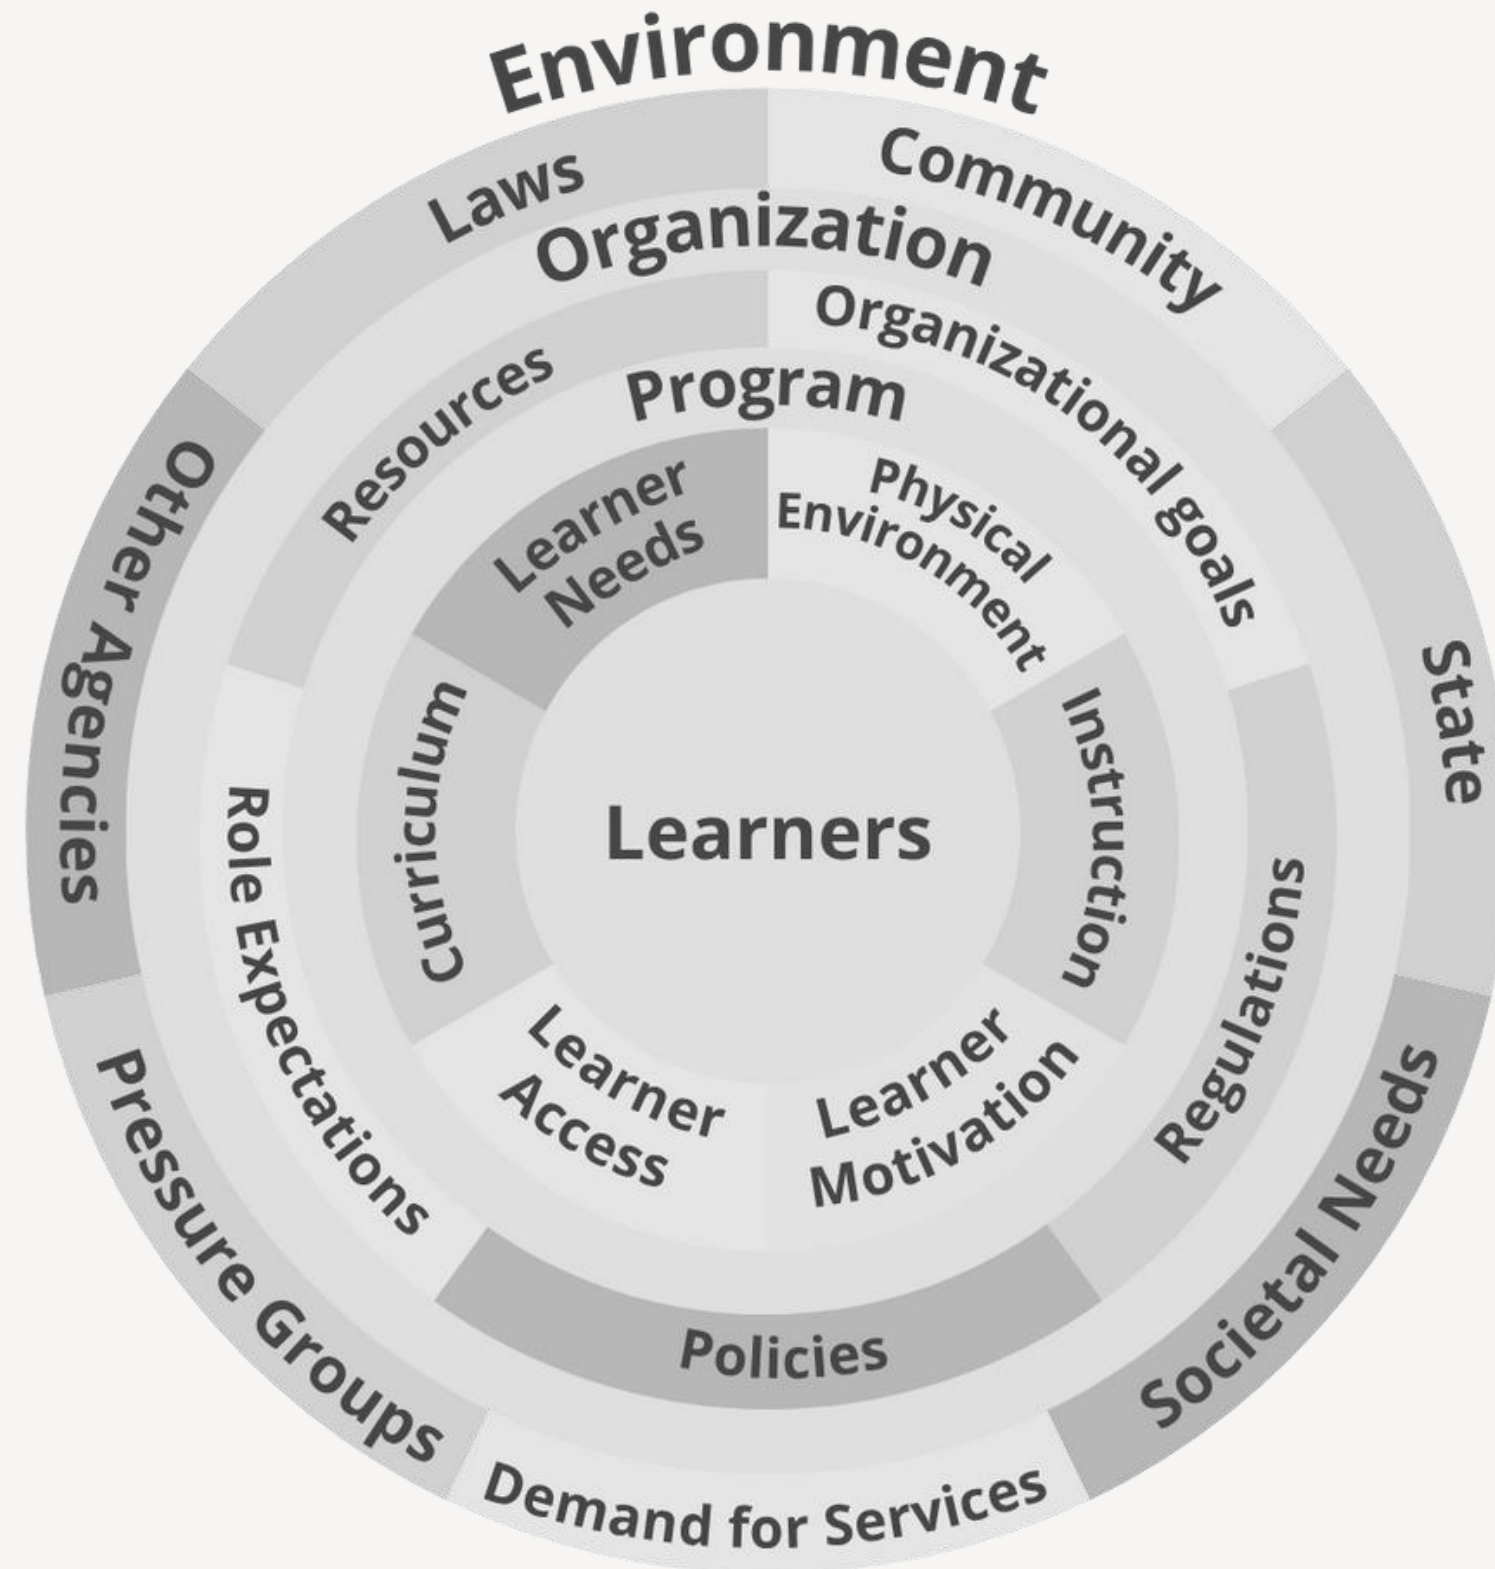 Environment
Laws
Community
State
Societal Needs
Demand for Services
Pressure Groups
Other Agencies
Organization
Resources
Organizational goals
Regulations
Policies
Role Expectations
Program
Learner
Needs
Physical
Environment
Instruction
Learner
Motivation
Learner
Access
Curriculum
Learners